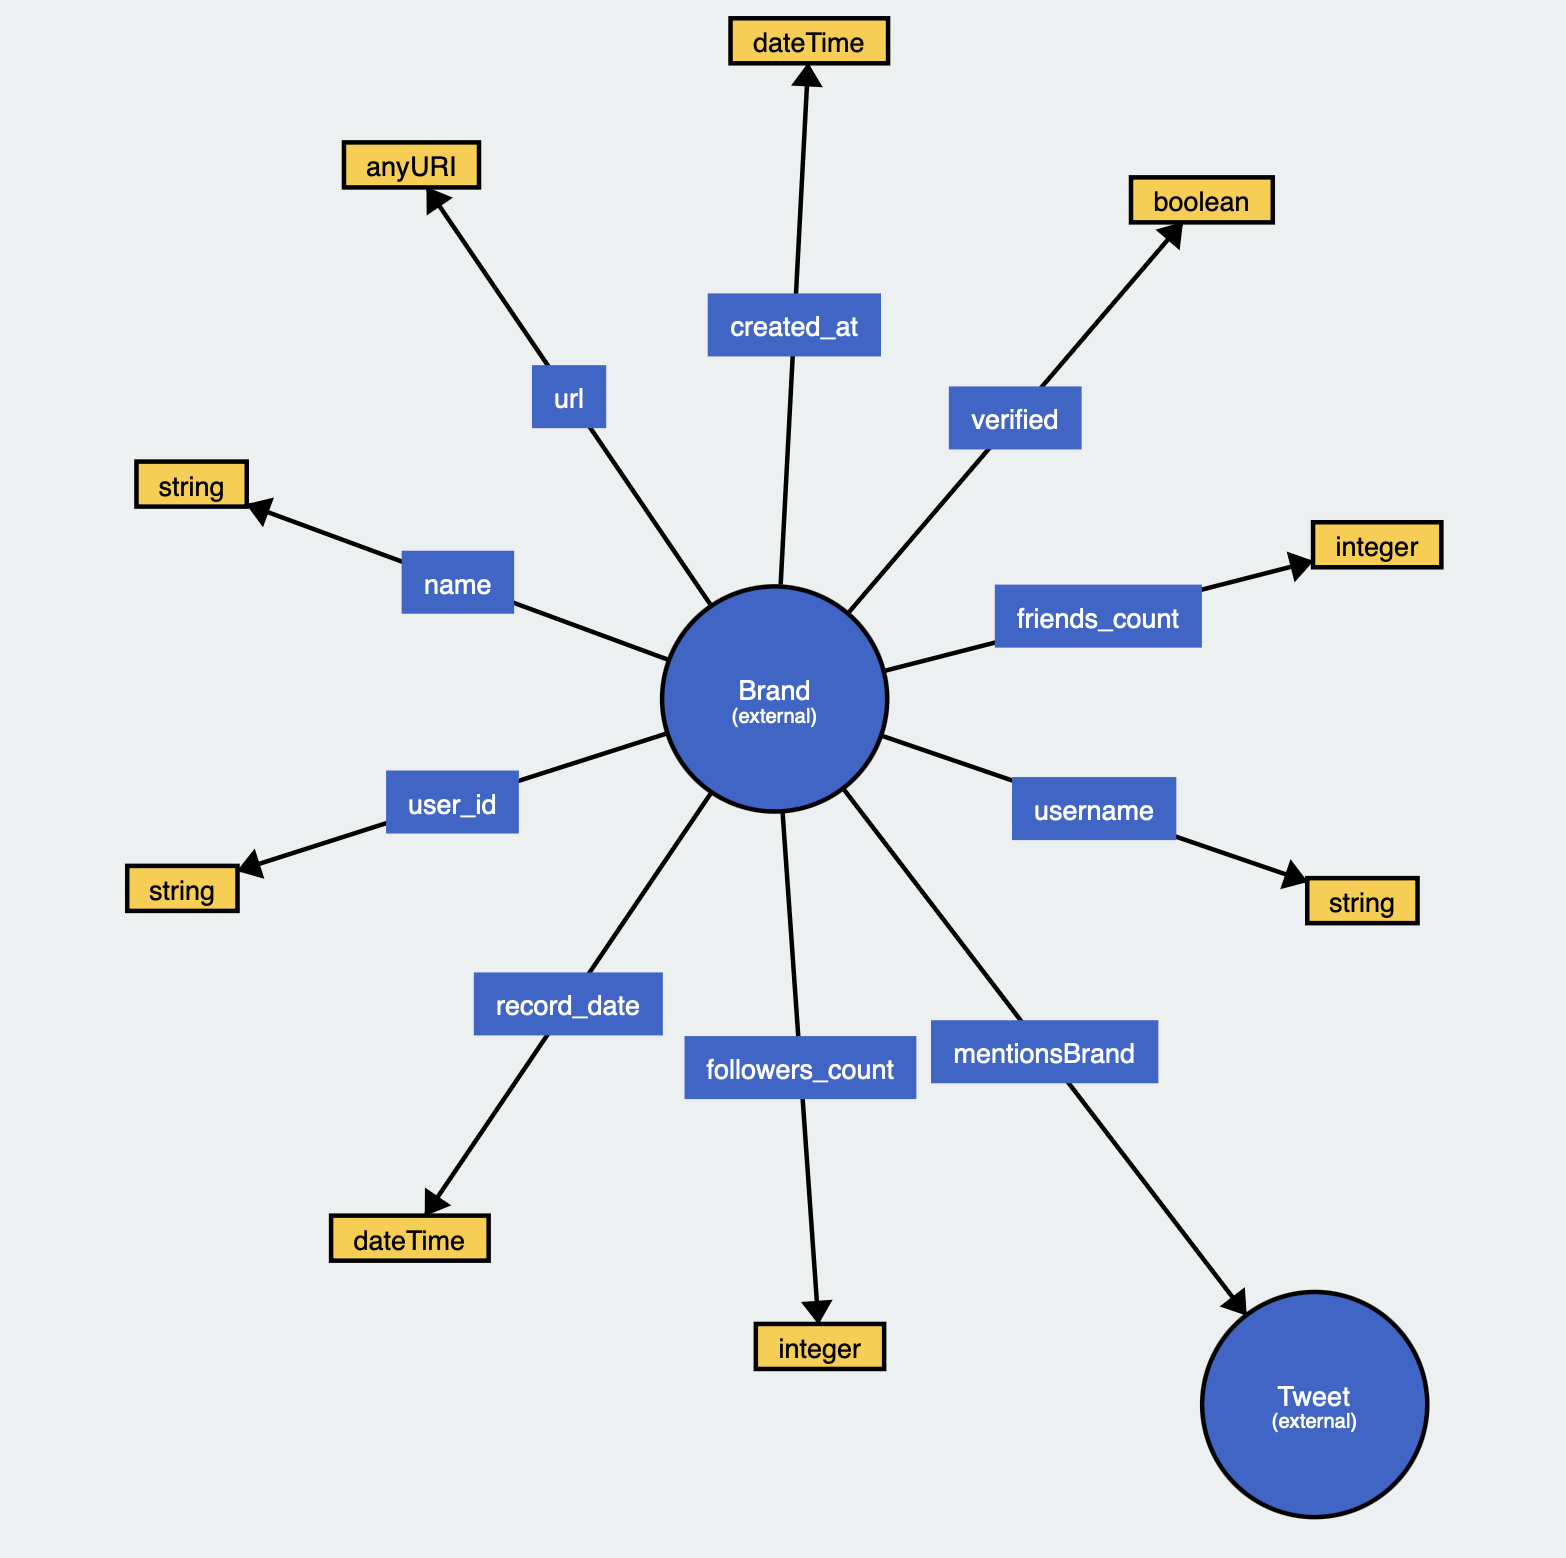 dateTime
anyURI
boolean
created_at
url
verified
string
integer
name
friends_count
Brand
(external)
user_id
username
string
string
record_date
followers_count
mentionsBrand
dateTime
integer
Tweet
(external)